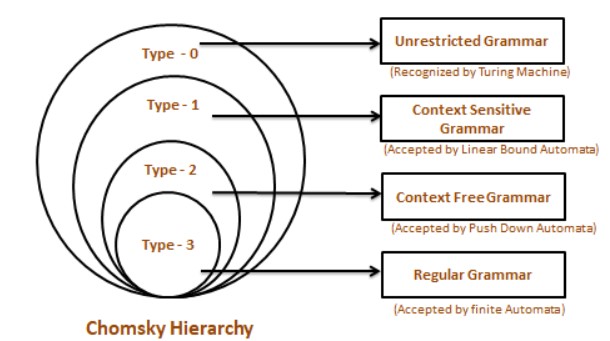 Type - 0
Unrestricted Grammar
(Recognized by Turing Machine)
Type - 1
Context Sensitive
Grammar
(Accepted by Linear Bound Automata)
Type - 2
Context Free Grammar
(Accepted by Push Down Automata)
Type - 3
Regular Grammar
(Accepted by finite Automata)
Chomsky Hierarchy